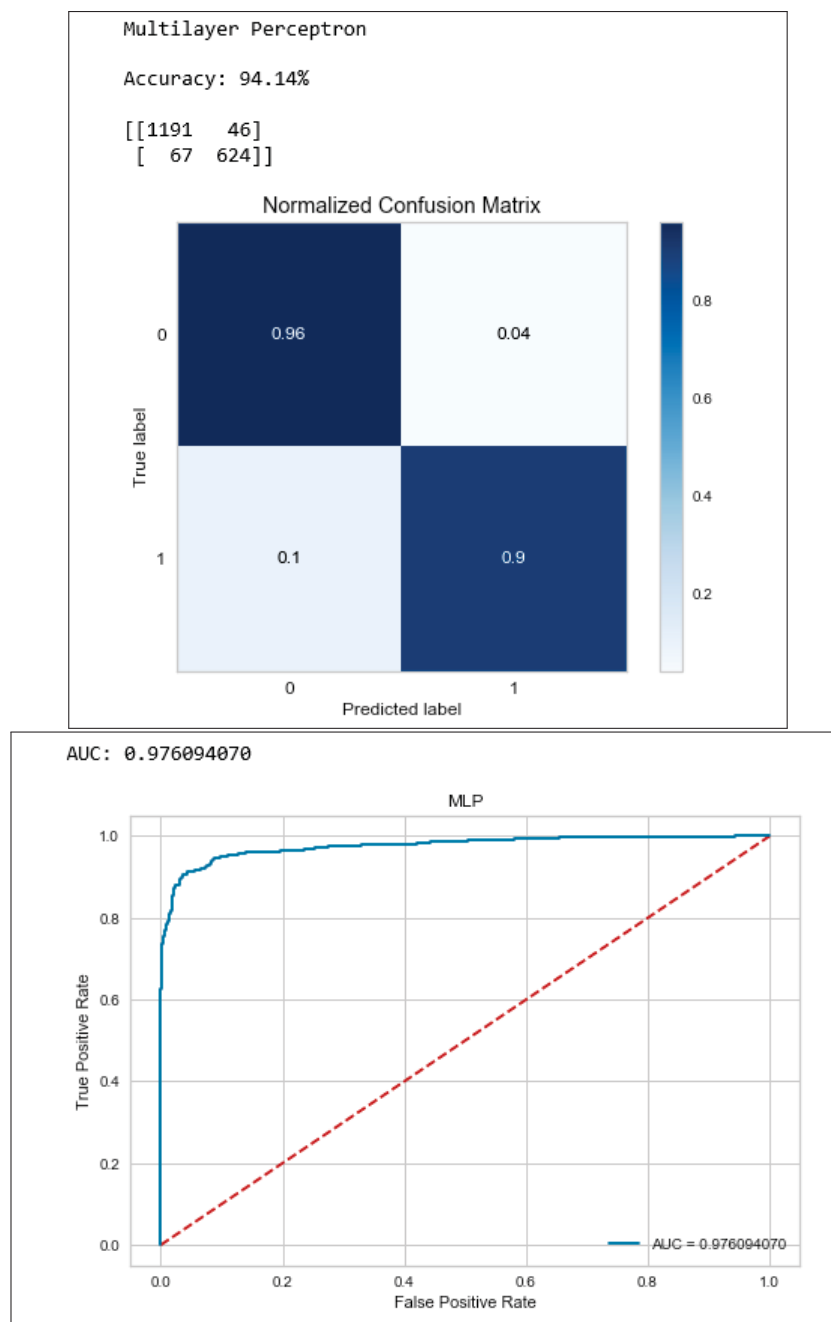 Multilayer Perceptron
Accuracy: 94.14%
[[1191   46]
 [  67  624]]
Normalized Confusion Matrix
0.96
0.04
0.1
0.9
0
1
True label
0
1
Predicted label
0.8
0.6
0.4
0.2
AUC: 0.976094070
MLP
1.0
0.8
0.6
0.4
0.2
0.0
True Positive Rate
AUC = 0.976094070
0.0
0.2
0.4
0.6
0.8
1.0
False Positive Rate